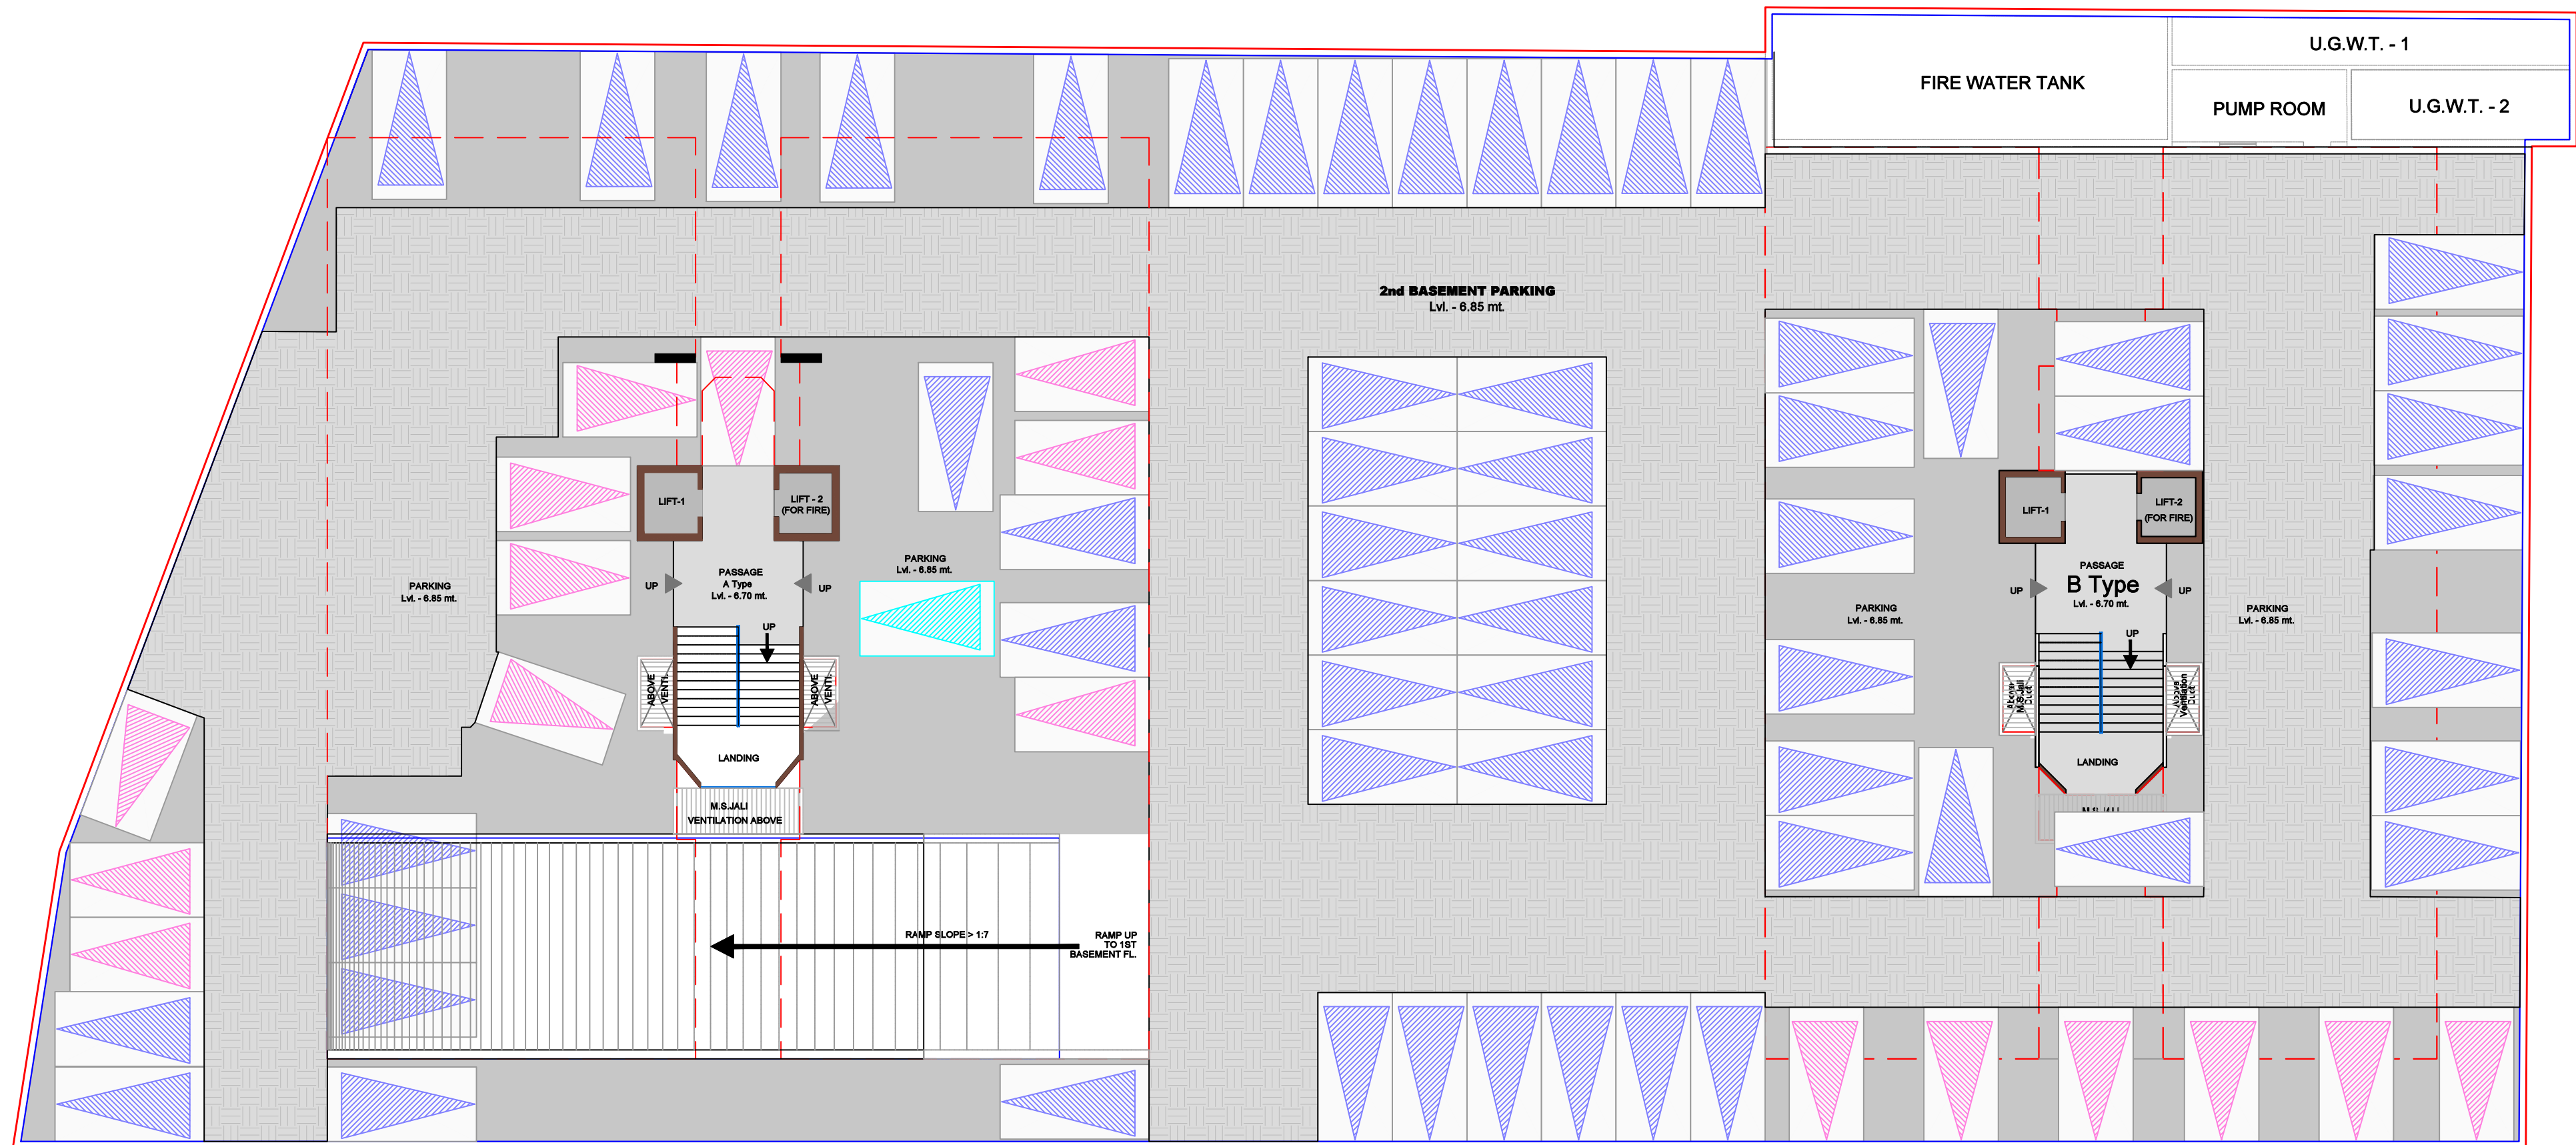 U.G.W.T. - 1
FIRE WATER TANK
PUMP ROOM
U.G.W.T. - 2
2nd BASEMENT PARKING
Lvl. - 6.85 mt.
LIFT-1
LIFT - 2
(FOR FIRE)
LIFT-1
LIFT-2
(FOR FIRE)
PARKING
Lvl. - 6.85 mt.
UP
PASSAGE
A Type
Lvl. - 6.70 mt.
UP
PARKING
Lvl. - 6.85 mt.
UP
PASSAGE
B Type
Lvl. - 6.70 mt.
UP
PARKING
Lvl. - 6.85 mt.
PARKING
Lvl. - 6.85 mt.
UP
UP
ABOVE
VENTI.
ABOVE
VENTI.
M.S.Jali
Ventilation
LANDING
LANDING
M.S.JALI
VENTILATION ABOVE
RAMP SLOPE > 1:7
RAMP UP
TO 1ST
BASEMENT FL.